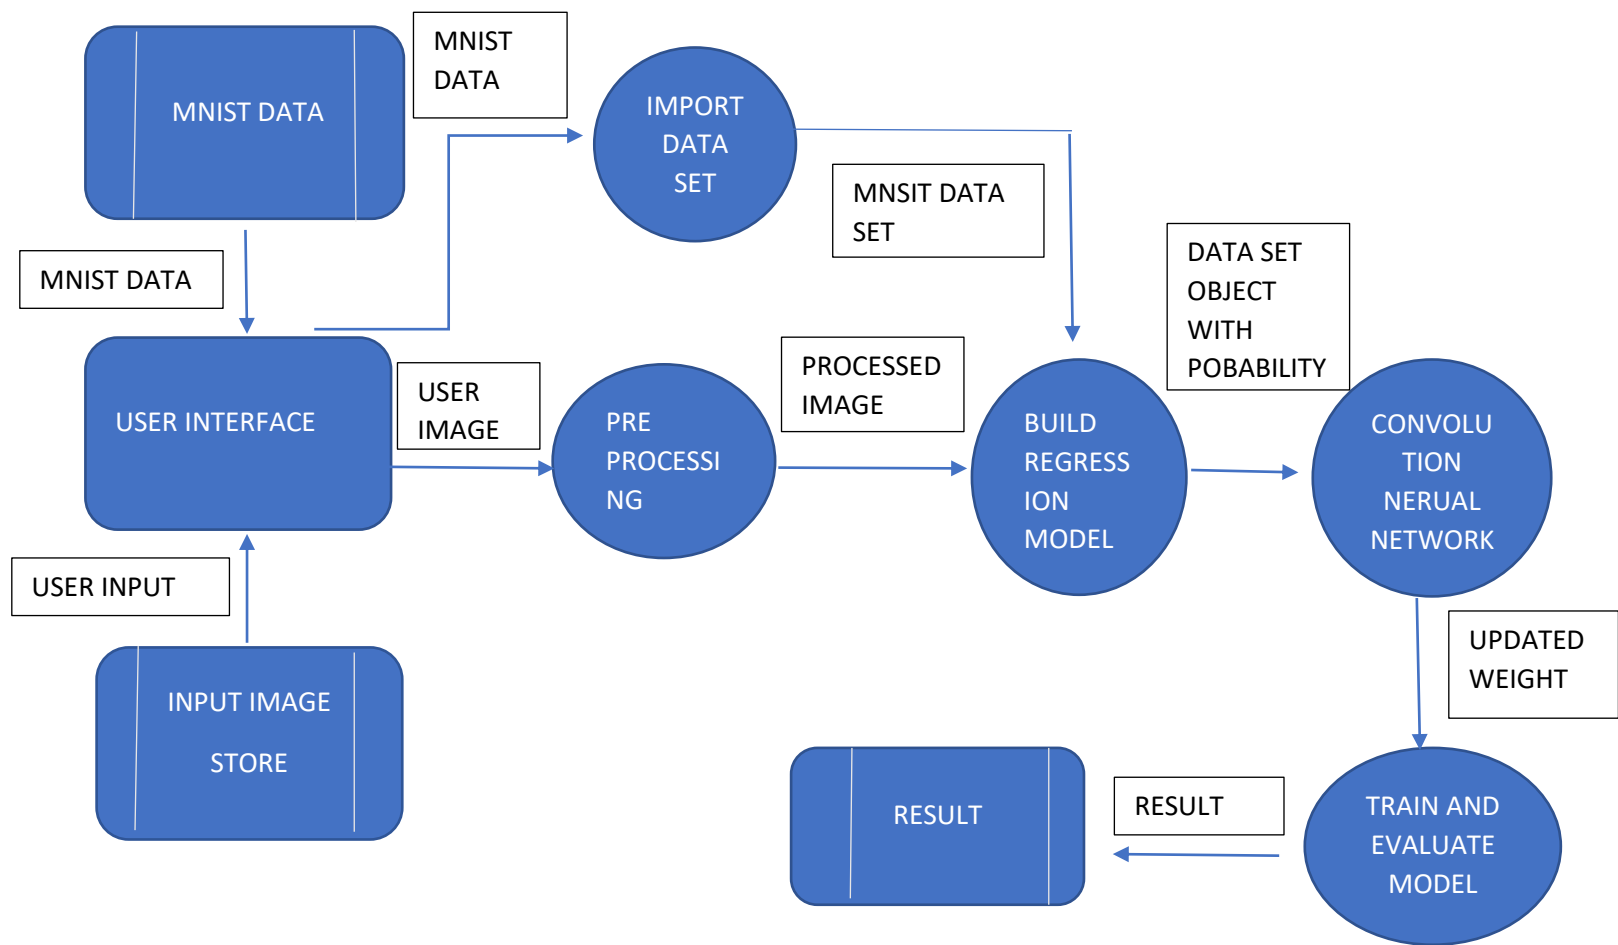 MNIST DATA
MNIST
DATA
IMPORT
DATA
SET
MNSIT DATA
SET
MNIST DATA
DATA SET
OBJECT
WITH
POBABILITY
USER INTERFACE
USER
IMAGE
PRE
PROCESSI
NG
PROCESSED
IMAGE
BUILD
REGRESS
ION
MODEL
CONVOLU
TION
NERUAL
NETWORK
USER INPUT
UPDATED
WEIGHT
INPUT IMAGE
STORE
RESULT
RESULT
TRAIN AND
EVALUATE
MODEL